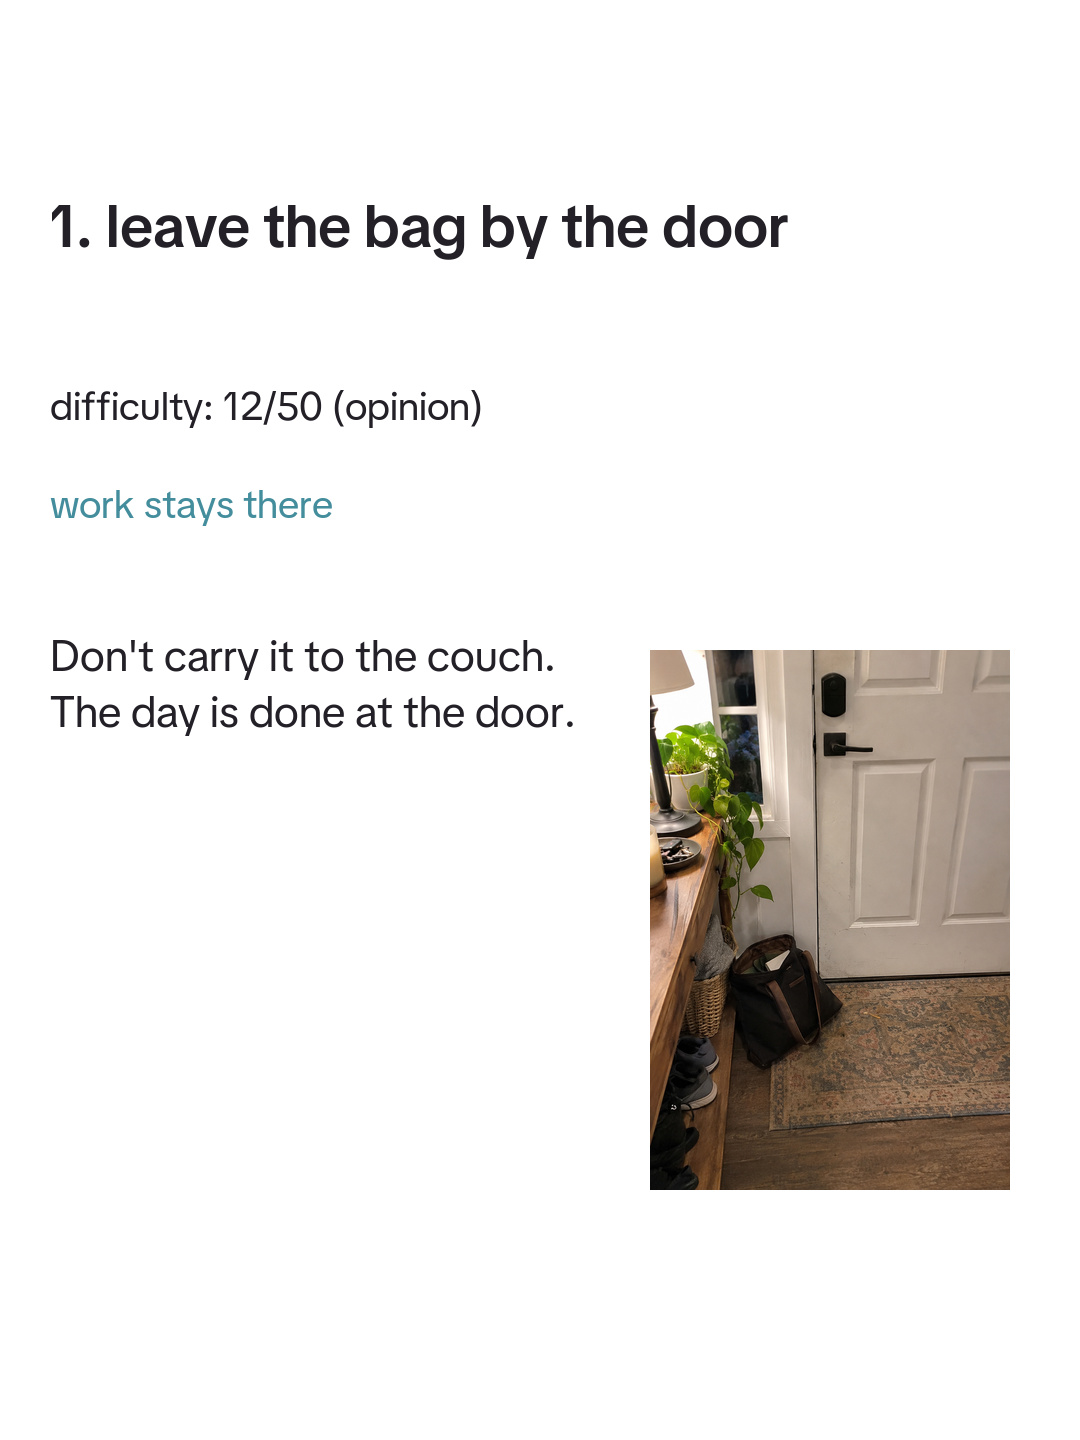 1. leave the bag by the door
difficulty: 12/50 (opinion)
work stays there
Don't carry it to the couch.
The day is done at the door.